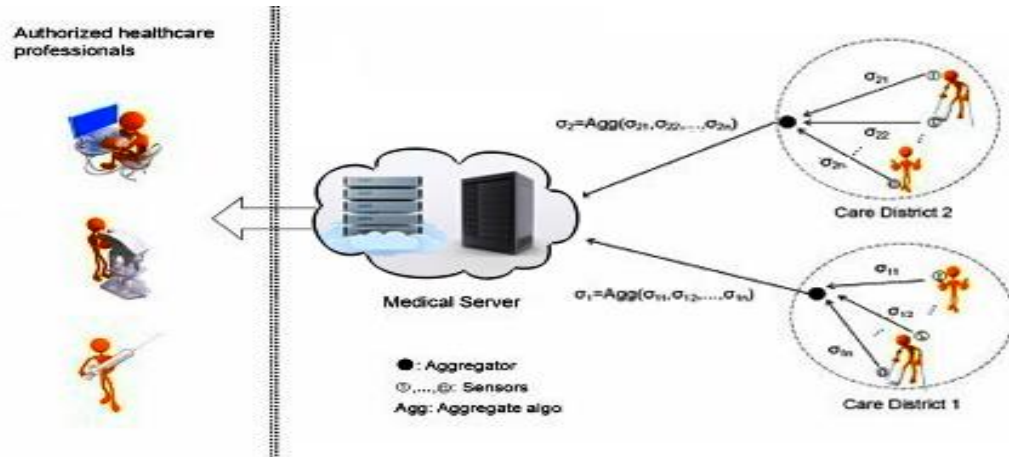 Authorized healthcare
professionals
σ₂₁
σ₂=Agg(σ₂₁,σ₂₂,...,σ₂ₙ)
σ₂₂
σ₂ₙ
Care District 2
σ₁₁
Medical Server
σ₁=Agg(σ₁₁,σ₁₂,...,σ₁ₙ)
σ₁₂
σ₁ₙ
●: Aggregator
: Sensors
Agg: Aggregate algo
Care District 1